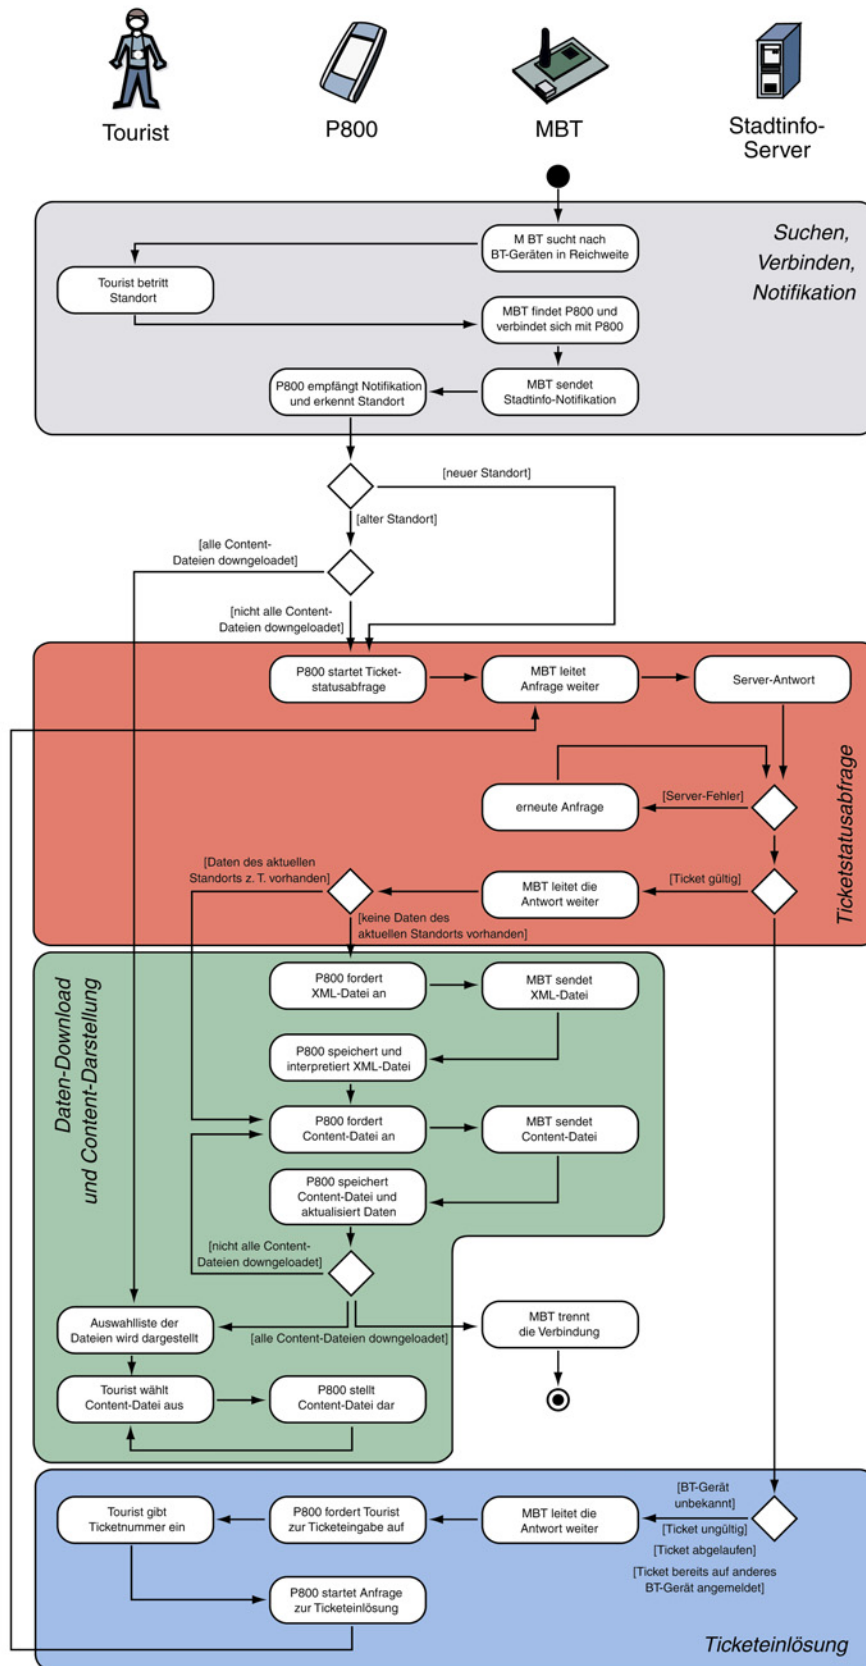 Tourist
P800
MBT
Stadtinfo-
Server
Suchen,
Verbinden,
Notifikation
M BT sucht nach
BT-Geräten in Reichweite
Tourist betritt
Standort
MBT findet P800 und
verbindet sich mit P800
P800 empfängt Notifikation
und erkennt Standort
MBT sendet
Stadtinfo-Notifikation
[neuer Standort]
[alter Standort]
[alle Content-
Dateien downgeloadet]
[nicht alle Content-
Dateien downgeloadet]
P800 startet Ticket-
statusabfrage
MBT leitet
Anfrage weiter
Server-Antwort
Ticketstatusabfrage
erneute Anfrage
[Server-Fehler]
[Daten des aktuellen
Standorts z. T. vorhanden]
MBT leitet die
Antwort weiter
[Ticket gültig]
[keine Daten des
aktuellen Standorts vorhanden]
Daten-Download
und Content-Darstellung
P800 fordert
XML-Datei an
MBT sendet
XML-Datei
P800 speichert und
interpretiert XML-Datei
P800 fordert
Content-Datei an
MBT sendet
Content-Datei
P800 speichert
Content-Datei und
aktualisiert Daten
[nicht alle Content-
Dateien downgeloadet]
Auswahlliste der
Dateien wird dargestellt
[alle Content-Dateien downgeloadet]
MBT trennt
die Verbindung
Tourist wählt
Content-Datei aus
P800 stellt
Content-Datei dar
[BT-Gerät
unbekannt]
[Ticket ungültig]
[Ticket abgelaufen]
[Ticket bereits auf anderes
BT-Gerät angemeldet]
Tourist gibt
Ticketnummer ein
P800 fordert Tourist
zur Ticketeingabe auf
MBT leitet die
Antwort weiter
P800 startet Anfrage
zur Ticketeinlösung
Ticketeinlösung